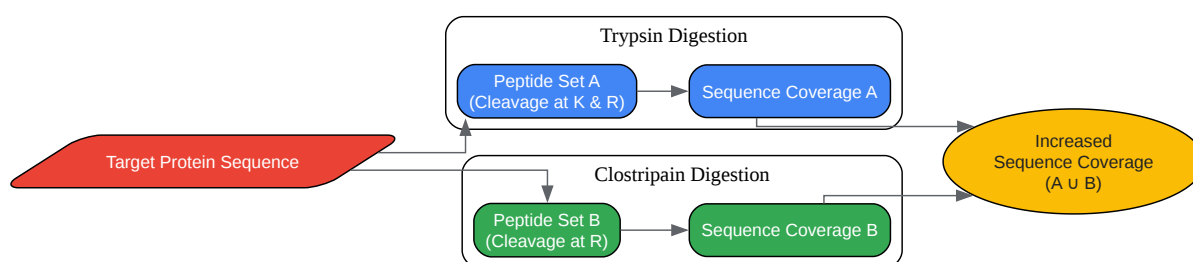 Trypsin Digestion
Peptide Set A
(Cleavage at K & R)
Sequence Coverage A
Target Protein Sequence
Increased
Sequence Coverage
(A ∪ B)
Clostripain Digestion
Peptide Set B
(Cleavage at R)
Sequence Coverage B